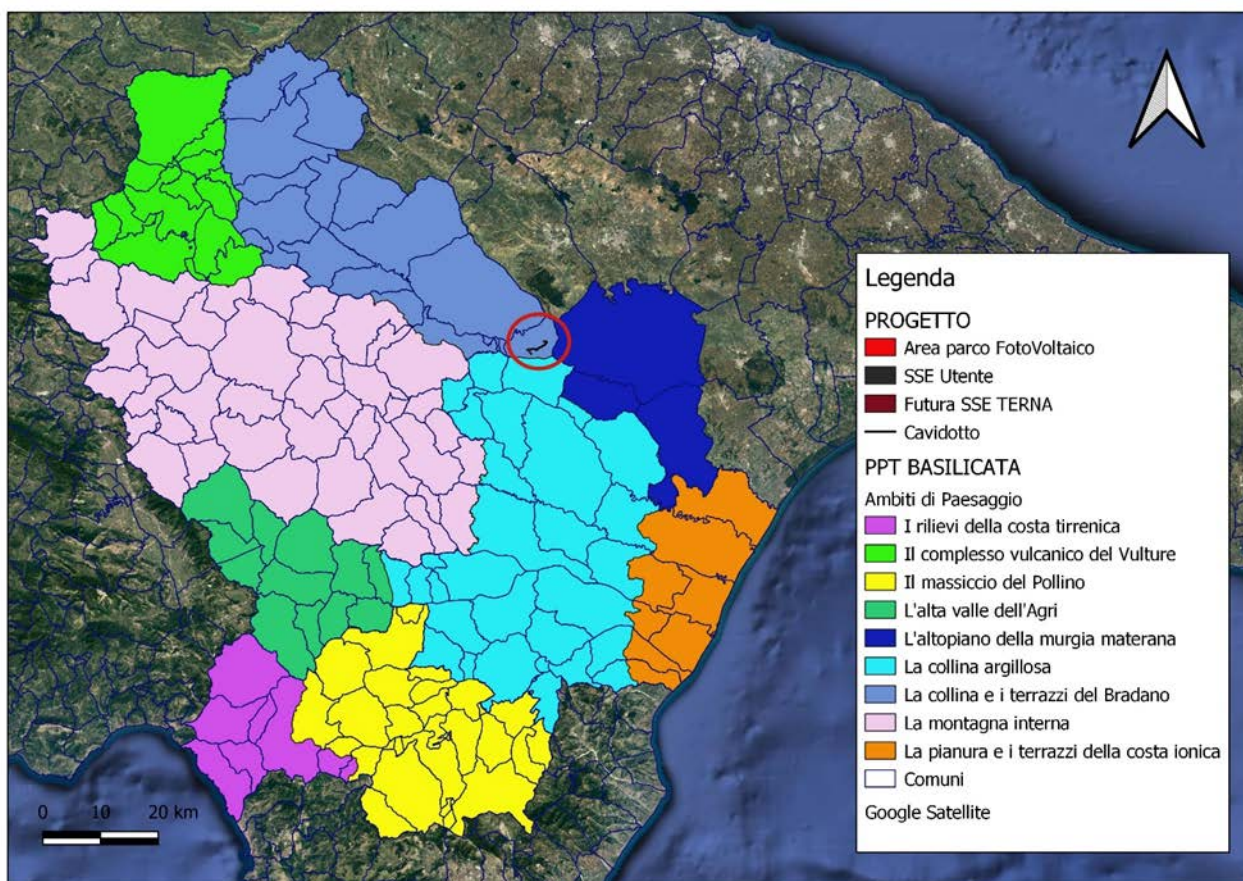 Legenda
PROGETTO
Area parco FotoVoltaico
SSE Utente
Futura SSE TERNA
Cavidotto
PPT BASILICATA
Ambiti di Paesaggio
I rilievi della costa tirrenica
Il complesso vulcanico del Vulture
Il massiccio del Pollino
L'alta valle dell'Agri
L'altopiano della murgia materana
La collina argillosa
La collina e i terrazzi del Bradano
La montagna interna
La pianura e i terrazzi della costa ionica
Comuni
Google Satellite
0 10 20 km